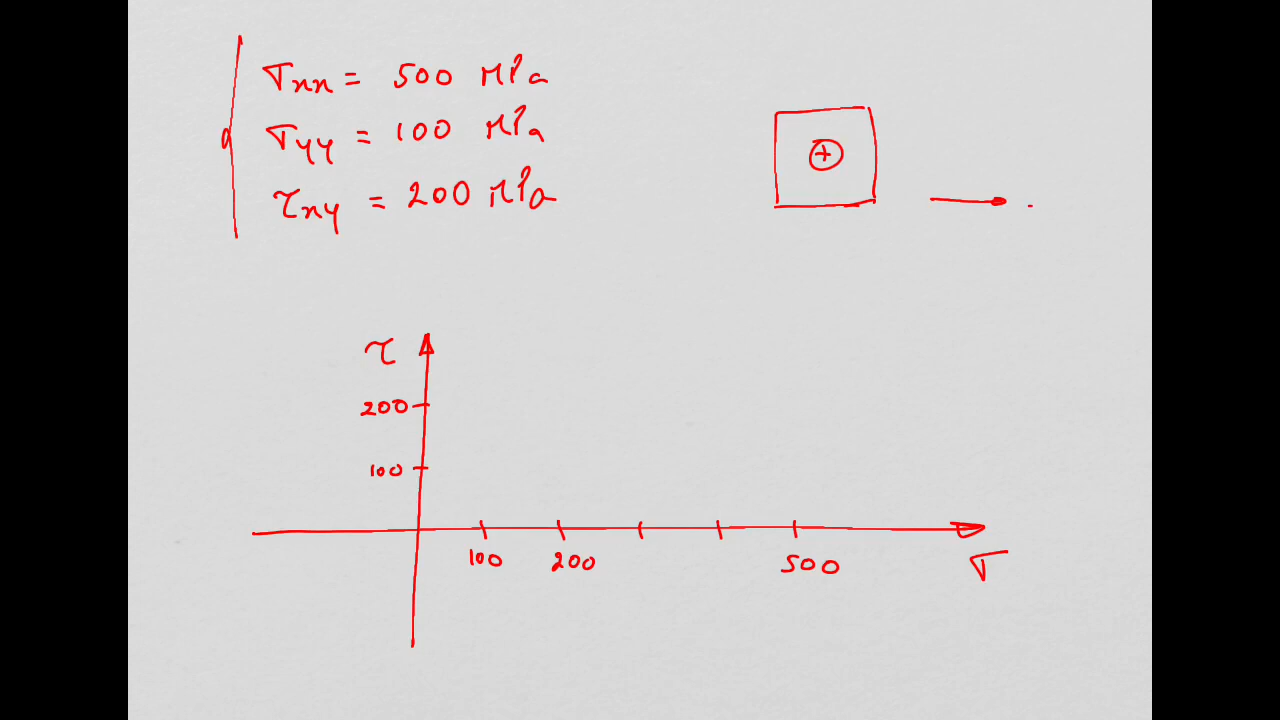 σxx = 500 MPa
σyy = 100 MPa
τxy = 200 MPa
+
τ
200
100
100 200 500
σ